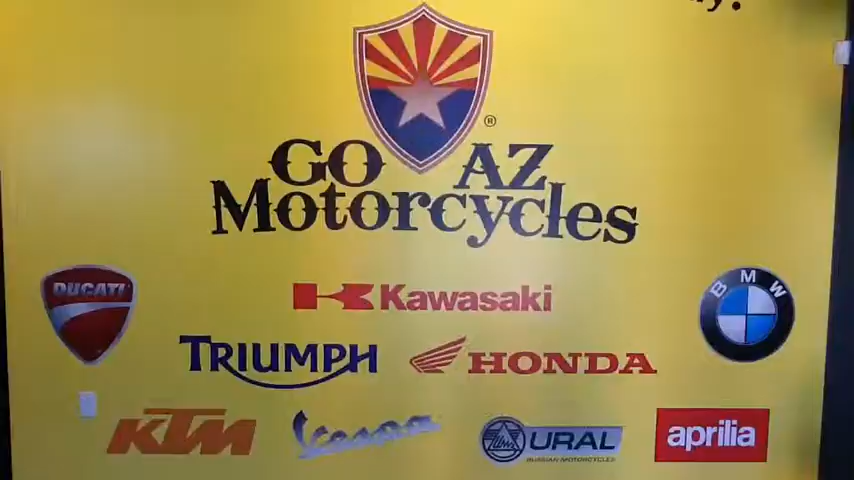 GO AZ
®
Motorcycles
DUCATI
Kawasaki
BMW
TRIUMPH
HONDA
KTM
Vespa
URAL
RUSSIAN MOTORCYCLES
aprilia